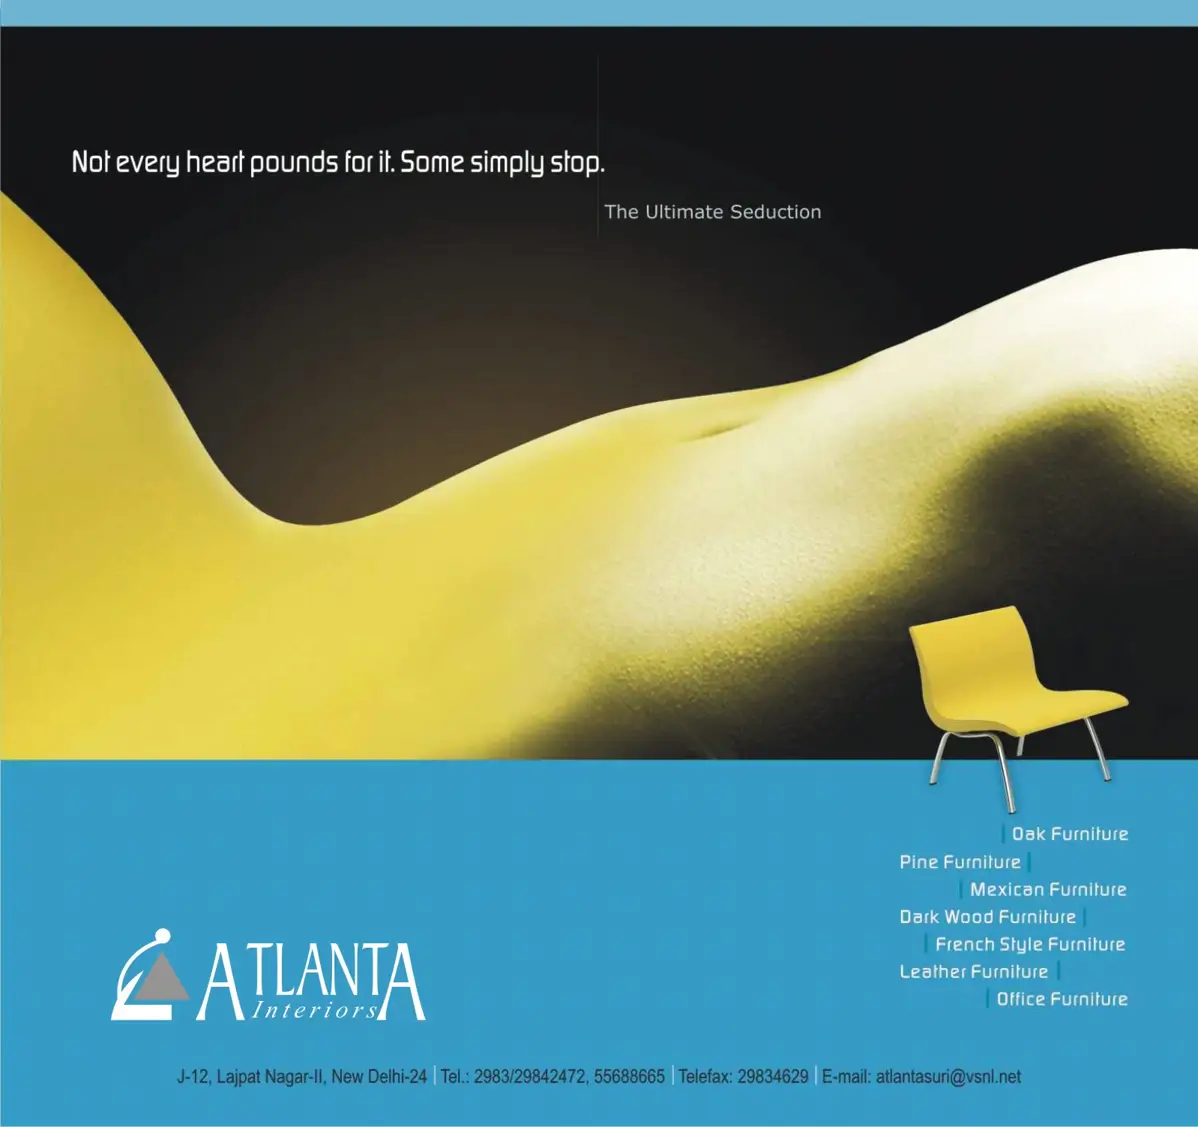 Not every heart pounds for it. Some simply stop.
The Ultimate Seduction
Oak Furniture
Pine Furniture
Mexican Furniture
Dark Wood Furniture
French Style Furniture
Leather Furniture
Office Furniture
ATLANTA
Interiors
J-12, Lajpat Nagar-II, New Delhi-24 | Tel.: 2983/29842472, 55688665 | Telefax: 29834629 | E-mail: atlantasuri@vsnl.net